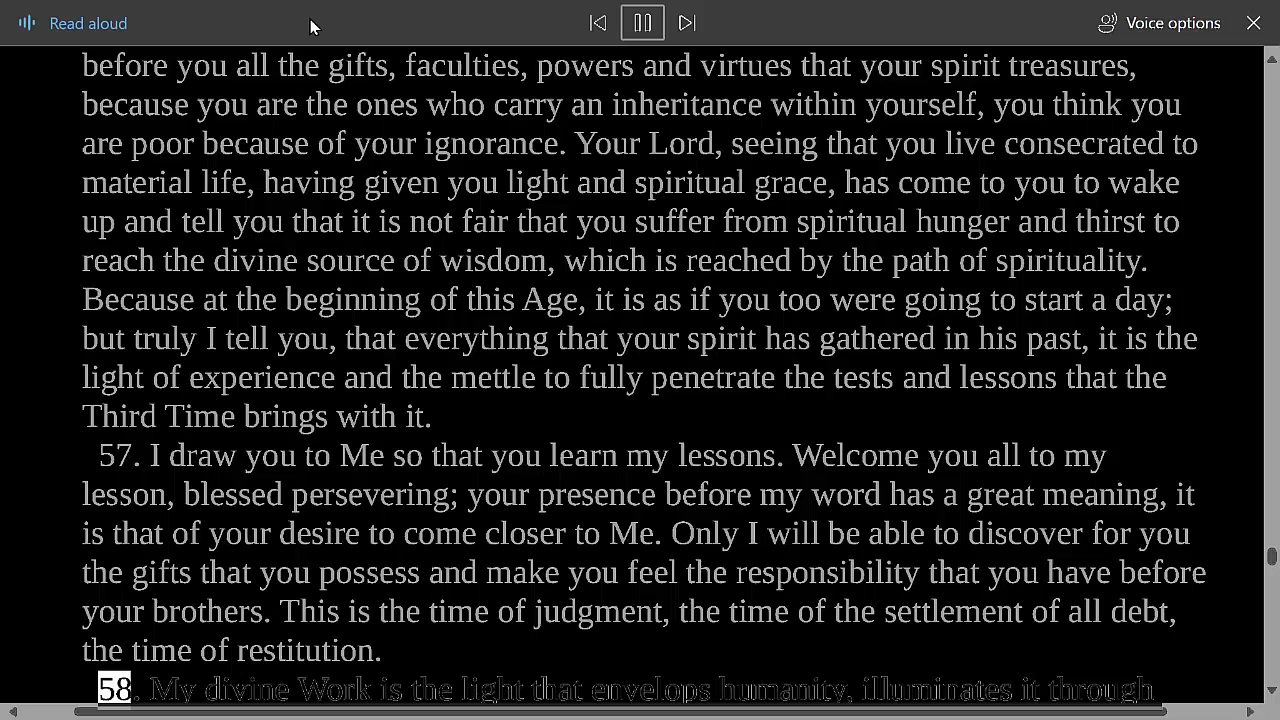 Read aloud
Voice options
before you all the gifts, faculties, powers and virtues that your spirit treasures,
because you are the ones who carry an inheritance within yourself, you think you
are poor because of your ignorance. Your Lord, seeing that you live consecrated to
material life, having given you light and spiritual grace, has come to you to wake
up and tell you that it is not fair that you suffer from spiritual hunger and thirst to
reach the divine source of wisdom, which is reached by the path of spirituality.
Because at the beginning of this Age, it is as if you too were going to start a day;
but truly I tell you, that everything that your spirit has gathered in his past, it is the
light of experience and the mettle to fully penetrate the tests and lessons that the
Third Time brings with it.
57. I draw you to Me so that you learn my lessons. Welcome you all to my
lesson, blessed persevering; your presence before my word has a great meaning, it
is that of your desire to come closer to Me. Only I will be able to discover for you
the gifts that you possess and make you feel the responsibility that you have before
your brothers. This is the time of judgment, the time of the settlement of all debt,
the time of restitution.
58. My divine Work is the light that envelops humanity, illuminates it through